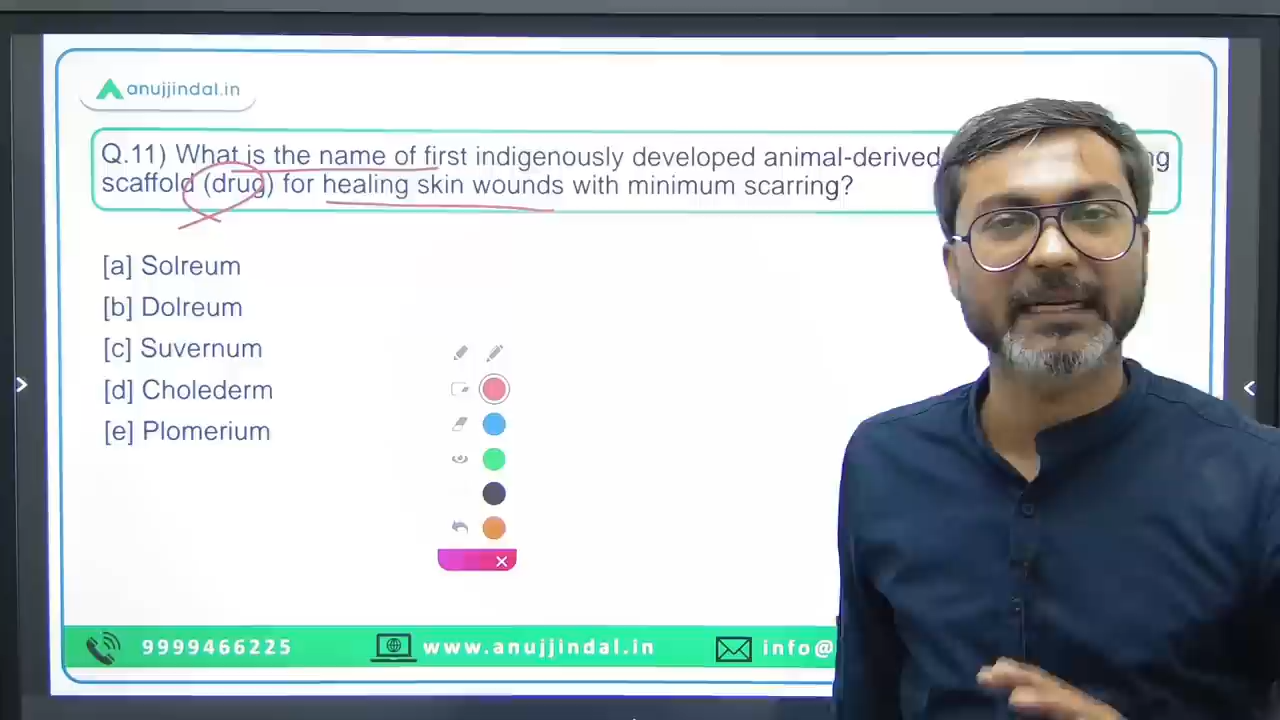 anujjindal.in
Q.11) What is the name of first indigenously developed animal-derived
scaffold (drug) for healing skin wounds with minimum scarring?
[a] Solreum
[b] Dolreum
[c] Suvernum
[d] Cholederm
[e] Plomerium
9999466225 www.anujjindal.in info@